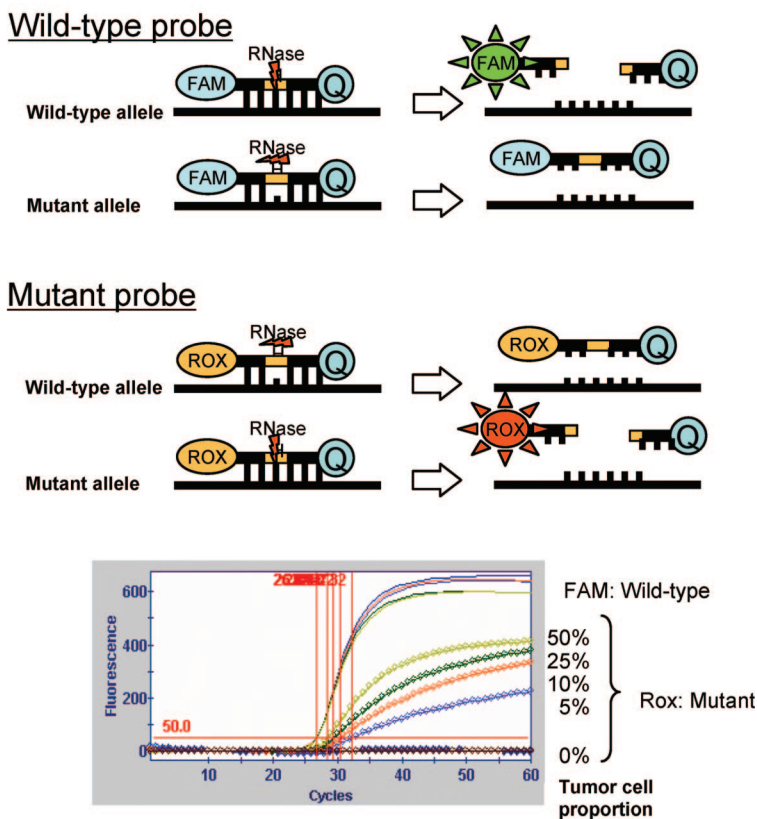 Wild-type probe
RNase
FAM
Q
FAM
Q
Wild-type allele
RNase
FAM
Q
FAM
Q
Mutant allele
Mutant probe
RNase
ROX
Q
ROX
Q
Wild-type allele
RNase
ROX
Q
ROX
Q
Mutant allele
600
400
200
0
Fluorescence
50.0
10
20
30
40
50
60
Cycles
FAM: Wild-type
50%
25%
10%
5%
0%
Rox: Mutant
Tumor cell
proportion